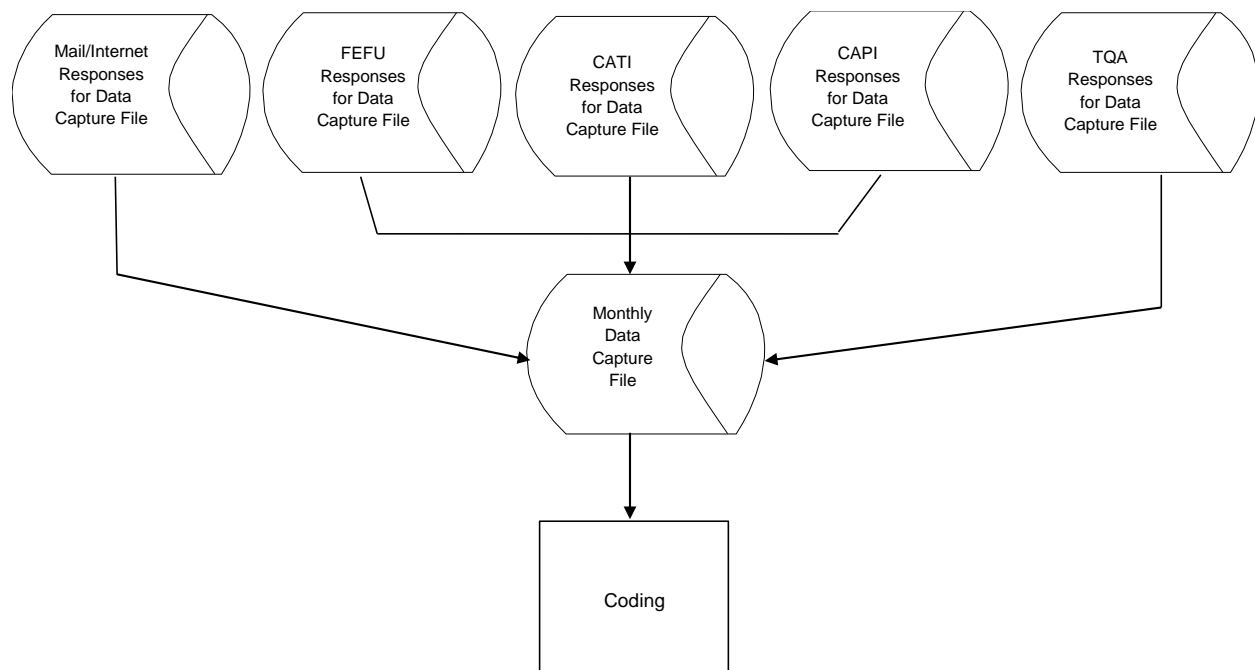 Mail/Internet
Responses
for Data
Capture File
FEFU
Responses
for Data
Capture File
CATI
Responses
for Data
Capture File
CAPI
Responses
for Data
Capture File
TQA
Responses
for Data
Capture File
Monthly
Data
Capture
File
Coding